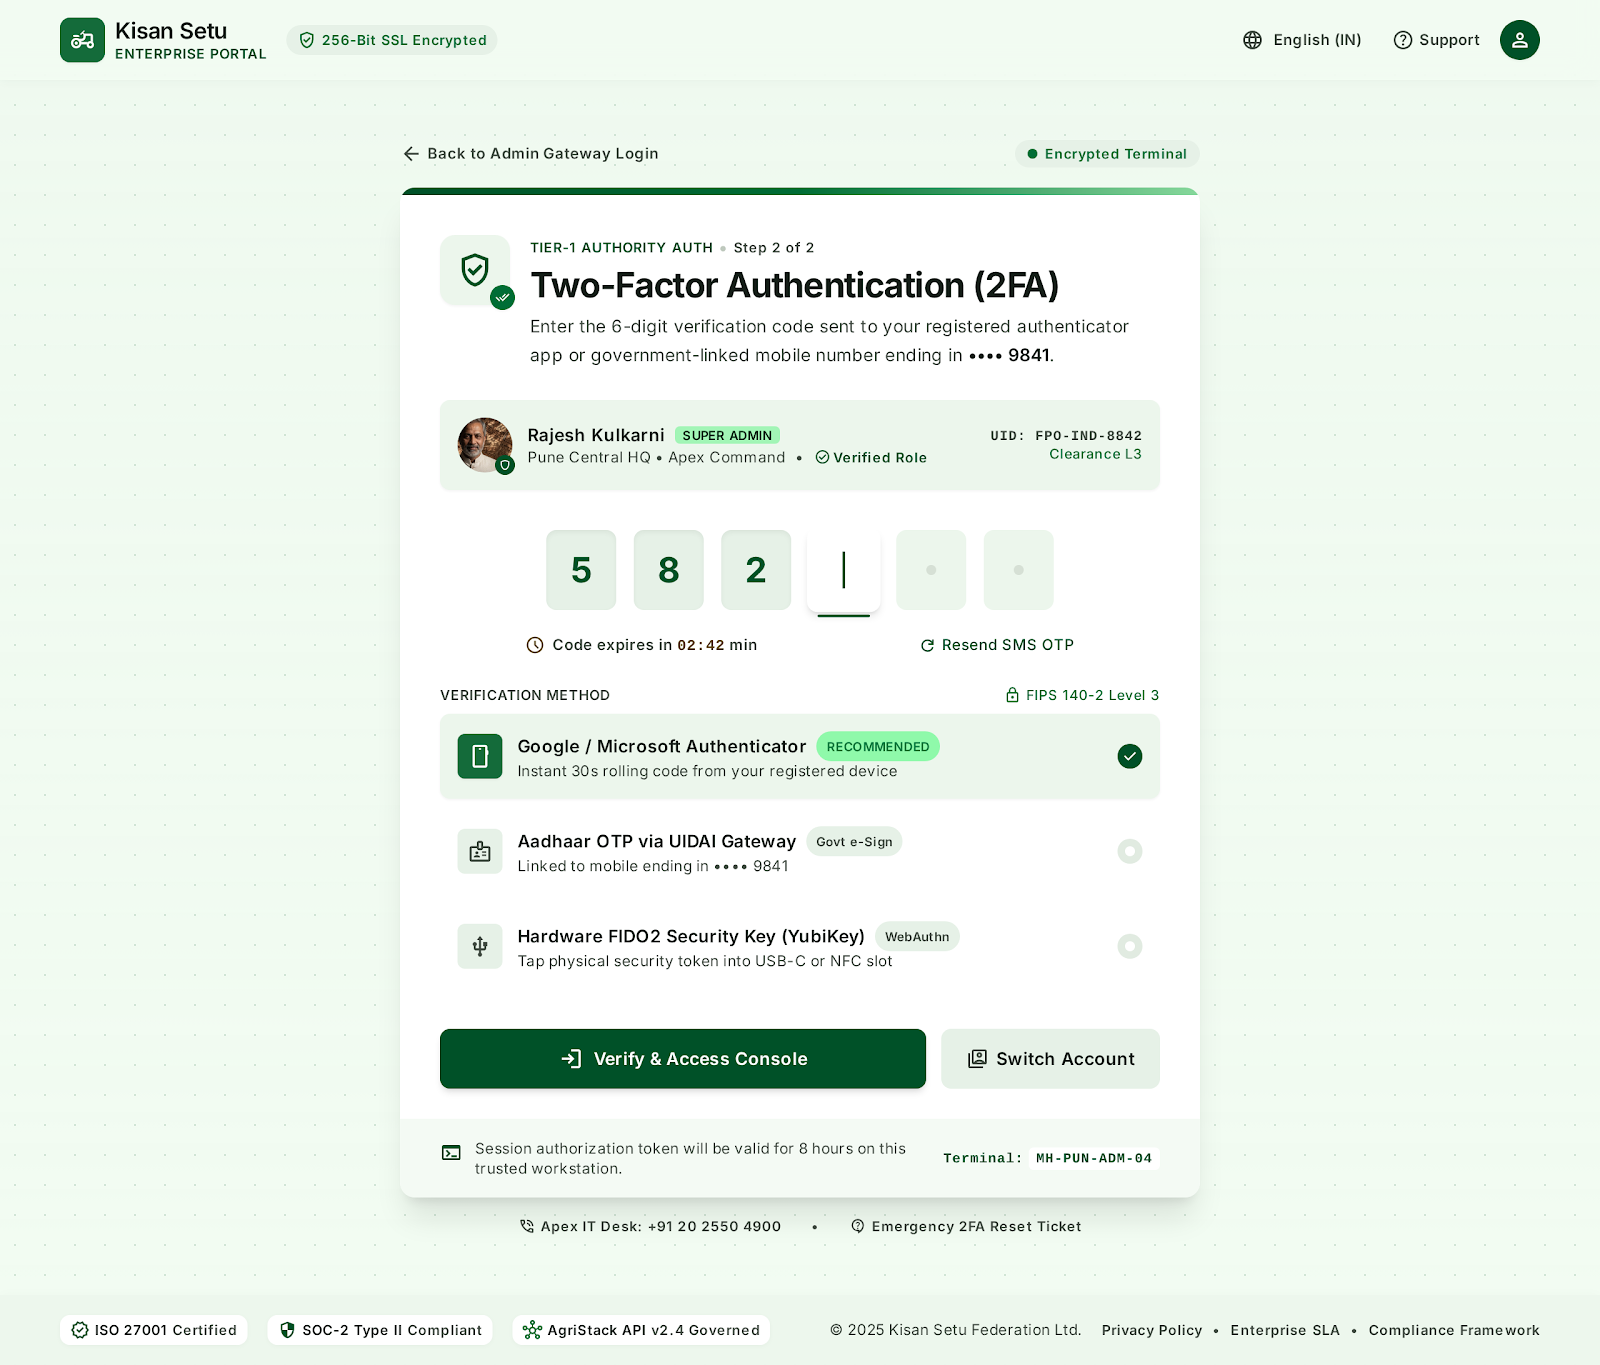 Kisan Setu
ENTERPRISE PORTAL
256-Bit SSL Encrypted
English (IN)
Support
Back to Admin Gateway Login
Encrypted Terminal
TIER-1 AUTHORITY AUTH • Step 2 of 2
Two-Factor Authentication (2FA)
Enter the 6-digit verification code sent to your registered authenticator
app or government-linked mobile number ending in •••• 9841.
Rajesh Kulkarni SUPER ADMIN
Pune Central HQ • Apex Command • Verified Role
UID: FPO-IND-8842
Clearance L3
5 8 2
Code expires in 02:42 min
Resend SMS OTP
VERIFICATION METHOD
FIPS 140-2 Level 3
Google / Microsoft Authenticator RECOMMENDED
Instant 30s rolling code from your registered device
Aadhaar OTP via UIDAI Gateway Govt e-Sign
Linked to mobile ending in •••• 9841
Hardware FIDO2 Security Key (YubiKey) WebAuthn
Tap physical security token into USB-C or NFC slot
Verify & Access Console
Switch Account
Session authorization token will be valid for 8 hours on this
trusted workstation.
Terminal: MH-PUN-ADM-04
Apex IT Desk: +91 20 2550 4900 • Emergency 2FA Reset Ticket
ISO 27001 Certified
SOC-2 Type II Compliant
AgriStack API v2.4 Governed
© 2025 Kisan Setu Federation Ltd.
Privacy Policy • Enterprise SLA • Compliance Framework